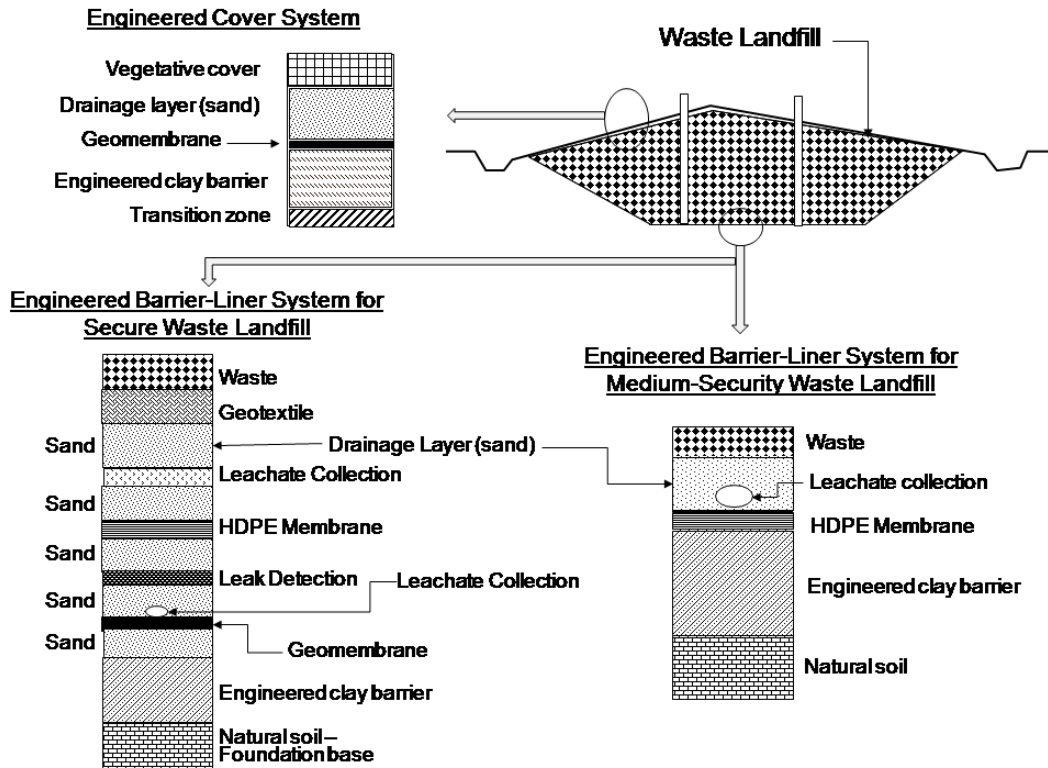 Engineered Cover System
Vegetative cover
Drainage layer (sand)
Geomembrane
Engineered clay barrier
Transition zone
Waste Landfill
Engineered Barrier-Liner System for
Secure Waste Landfill
Waste
Geotextile
Sand
Drainage Layer (sand)
Leachate Collection
Sand
HDPE Membrane
Sand
Leak Detection
Leachate Collection
Sand
Sand
Geomembrane
Engineered clay barrier
Natural soil –
Foundation base
Engineered Barrier-Liner System for
Medium-Security Waste Landfill
Waste
Leachate collection
HDPE Membrane
Engineered clay barrier
Natural soil